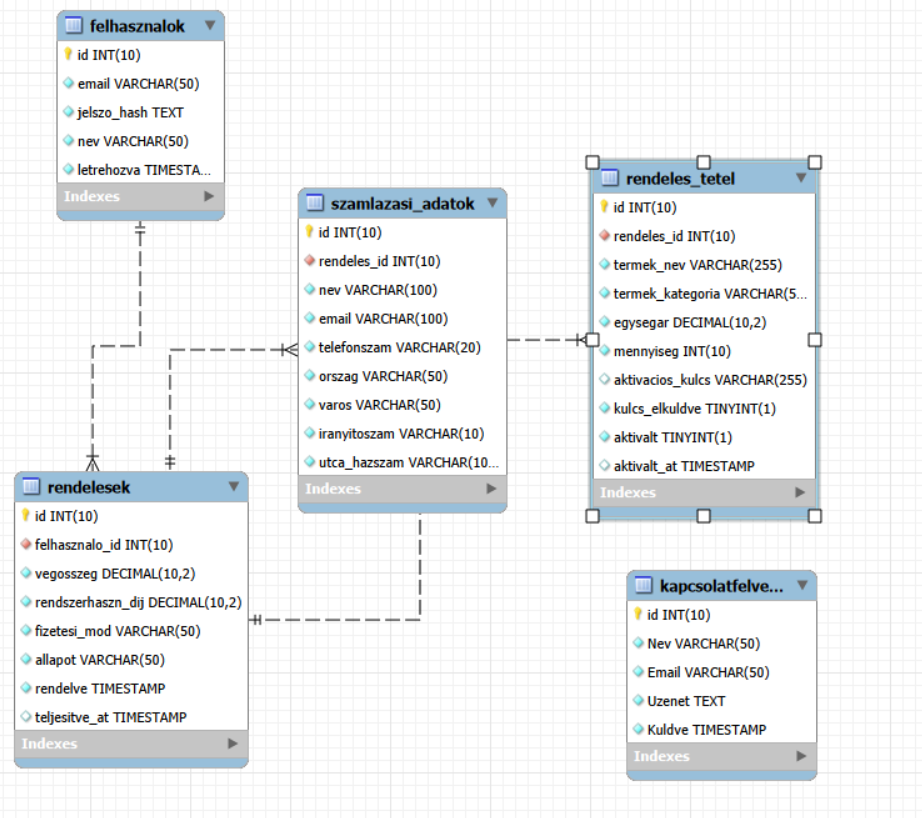 felhasznalok
id INT(10)
email VARCHAR(50)
jelszo_hash TEXT
nev VARCHAR(50)
letrehozva TIMESTA...
Indexes
szamlazasi_adatok
id INT(10)
rendeles_id INT(10)
nev VARCHAR(100)
email VARCHAR(100)
telefonszam VARCHAR(20)
orszag VARCHAR(50)
varos VARCHAR(50)
iranyitoszam VARCHAR(10)
utca_hazszam VARCHAR(10...
Indexes
rendeles_tetel
id INT(10)
rendeles_id INT(10)
termek_nev VARCHAR(255)
termek_kategoria VARCHAR(5...
egysegar DECIMAL(10,2)
mennyiseg INT(10)
aktivacios_kulcs VARCHAR(255)
kulcs_elkuldve TINYINT(1)
aktivalt TINYINT(1)
aktivalt_at TIMESTAMP
Indexes
rendelesek
id INT(10)
felhasznalo_id INT(10)
vegosszeg DECIMAL(10,2)
rendszerhaszn_dij DECIMAL(10,2)
fizetesi_mod VARCHAR(50)
allapot VARCHAR(50)
rendelve TIMESTAMP
teljesitve_at TIMESTAMP
Indexes
kapcsolatfelve...
id INT(10)
Nev VARCHAR(50)
Email VARCHAR(50)
Uzenet TEXT
Kuldve TIMESTAMP
Indexes